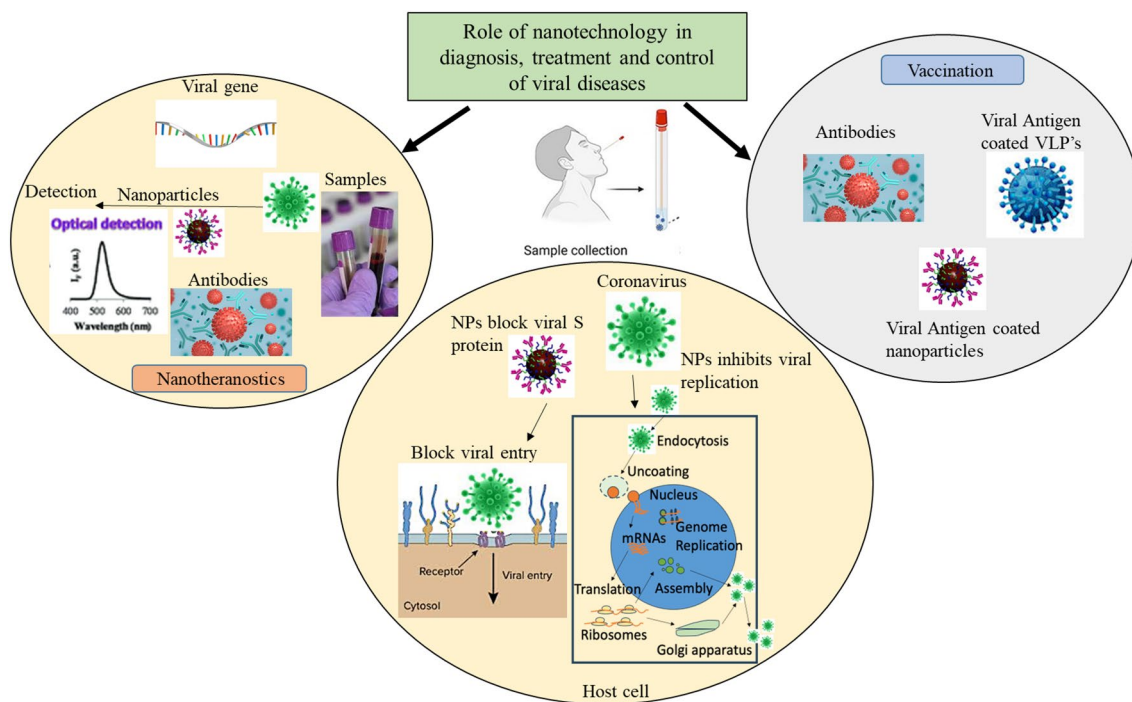 Role of nanotechnology in
diagnosis, treatment and control
of viral diseases
Viral gene
Samples
Detection
Nanoparticles
Optical detection
I_F (a.u.)
400 500 600 700
Wavelength (nm)
Antibodies
Nanotheranostics
Sample collection
Vaccination
Antibodies
Viral Antigen
coated VLP's
Viral Antigen coated
nanoparticles
Coronavirus
NPs block viral S
protein
NPs inhibits viral
replication
Block viral entry
Receptor
Viral entry
Cytosol
Endocytosis
Uncoating
Nucleus
Genome
Replication
mRNAs
Translation
Assembly
Ribosomes
Golgi apparatus
Host cell